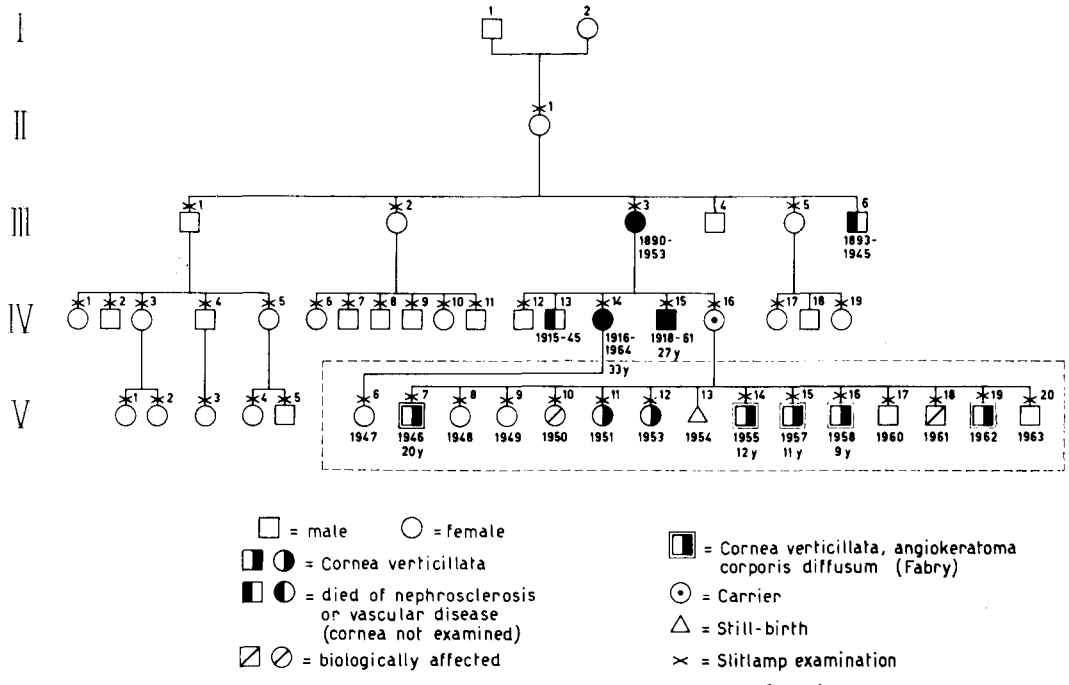 I
1 2
II
1
III
1 2 3 4 5 6
1890-
1953
1893-
1945
IV
1 2 3 4 5 6 7 8 9 10 11 12 13 14 15 16 17 18 19
1915-45
1916-
1964
33y
1918-61
27 y
V
1 2 3 4 5 6 7 8 9 10 11 12 13 14 15 16 17 18 19 20
1947 1946 1948 1949 1950 1951 1953 1954 1955 1957 1958 1960 1961 1962 1963
20 y 12 y 11 y 9 y
= male = female
= Cornea verticillata
= died of nephrosclerosis
or vascular disease
(cornea not examined)
= biologically affected
= Cornea verticillata, angiokeratoma
corporis diffusum (Fabry)
= Carrier
= Still-birth
= Slitlamp examination